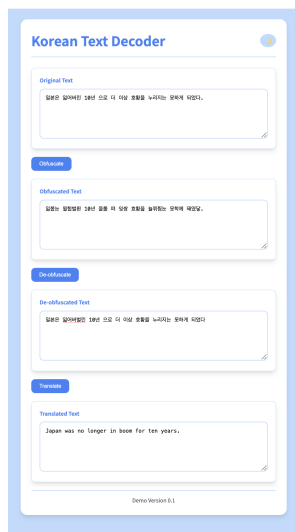 Korean Text Decoder
Original Text
일본은 잃어버린 10년 으로 더 이상 호황을 누리지는 못하게 되었다.
Obfuscate
Obfuscated Text
10년
De-obfuscate
De-obfuscated Text
일본은 잃어버렸린 10년 으로 더 이상 호황을 누리지는 못하게 되었다
Translate
Translated Text
Japan was no longer in boom for ten years.
Demo Version 0.1